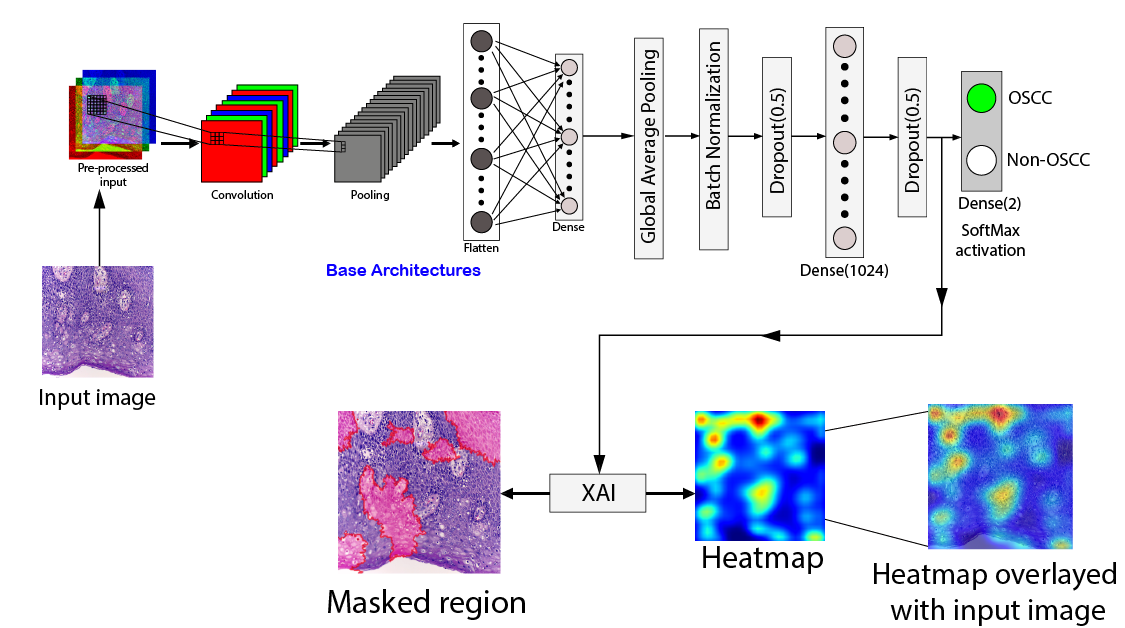 Pre-processed
input
Convolution
Pooling
Flatten
Dense
Global Average Pooling
Batch Normalization
Dropout(0.5)
Dense(1024)
Dropout(0.5)
OSCC
Non-OSCC
Dense(2)
SoftMax
activation
Base Architectures
Input image
XAI
Masked region
Heatmap
Heatmap overlayed
with input image